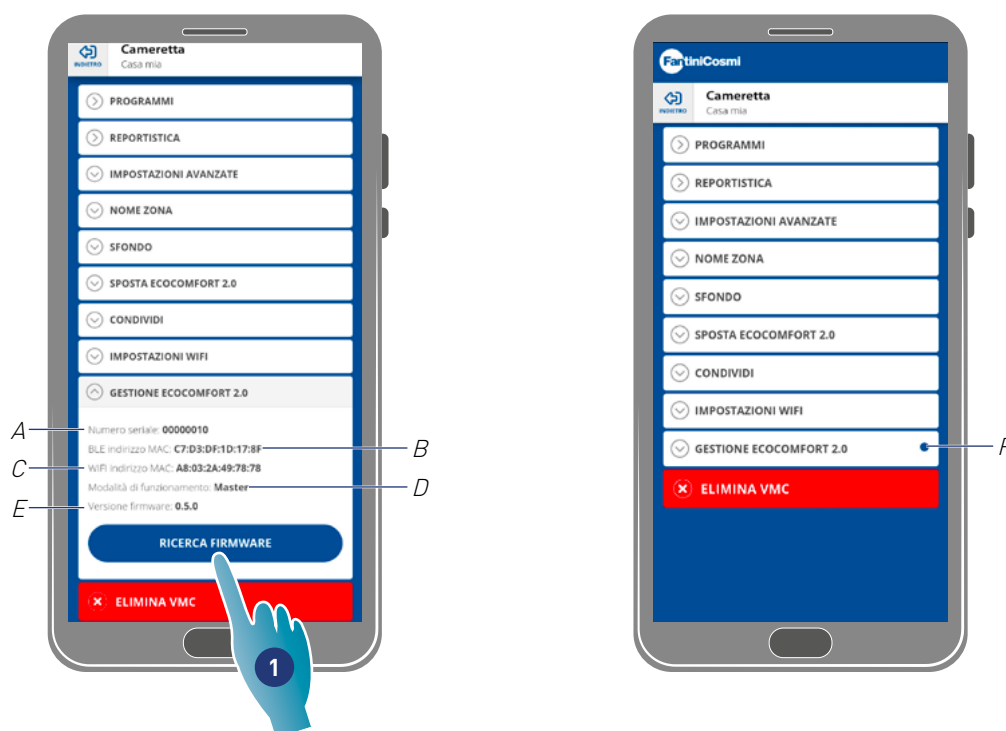 INDIETRO
Cameretta
Casa mia
PROGRAMMI
REPORTISTICA
IMPOSTAZIONI AVANZATE
NOME ZONA
SFONDO
SPOSTA ECOCOMFORT 2.0
CONDIVIDI
IMPOSTAZIONI WIFI
GESTIONE ECOCOMFORT 2.0
A
Numero seriale: 00000010
BLE indirizzo MAC: C7:D3:DF:1D:17:8F
B
C
WiFi indirizzo MAC: A8:03:2A:49:78:78
Modalità di funzionamento: Master
D
E
Versione firmware: 0.5.0
RICERCA FIRMWARE
ELIMINA VMC
1
FantiniCosmi
INDIETRO
Cameretta
Casa mia
PROGRAMMI
REPORTISTICA
IMPOSTAZIONI AVANZATE
NOME ZONA
SFONDO
SPOSTA ECOCOMFORT 2.0
CONDIVIDI
IMPOSTAZIONI WIFI
GESTIONE ECOCOMFORT 2.0
ELIMINA VMC